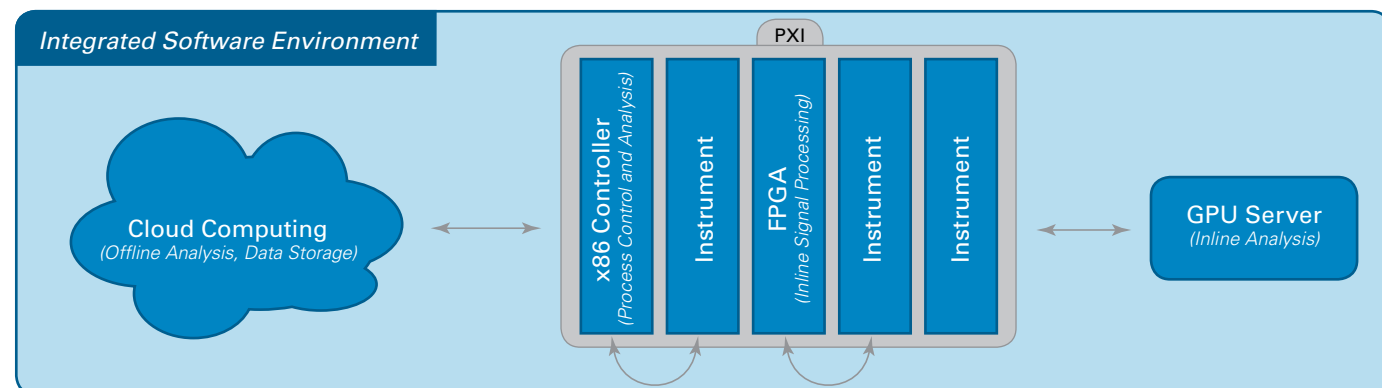 Integrated Software Environment
PXI
Cloud Computing
(Offline Analysis, Data Storage)
x86 Controller
(Process Control and Analysis)
Instrument
FPGA
(Inline Signal Processing)
Instrument
Instrument
GPU Server
(Inline Analysis)